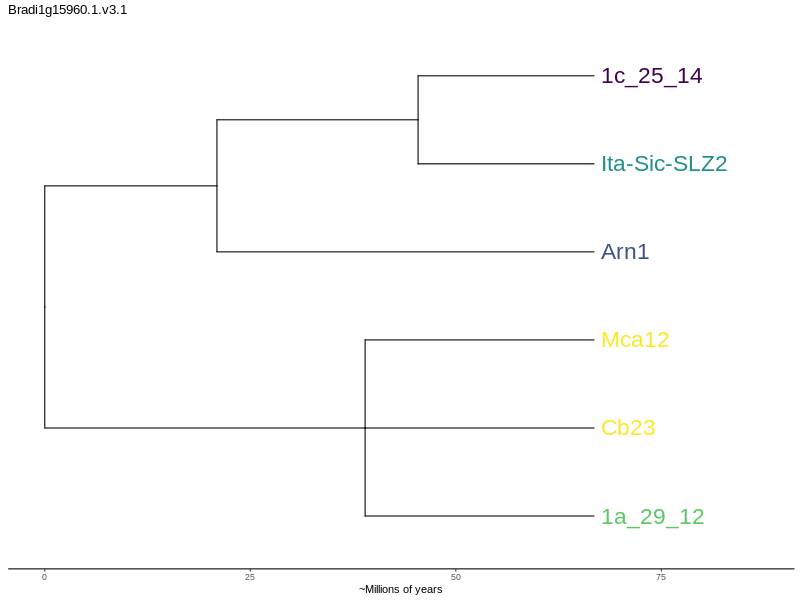 Bradi1g15960.1.v3.1
1c_25_14
Ita-Sic-SLZ2
Arn1
Mca12
Cb23
1a_29_12
0 25 50 75
~Millions of years